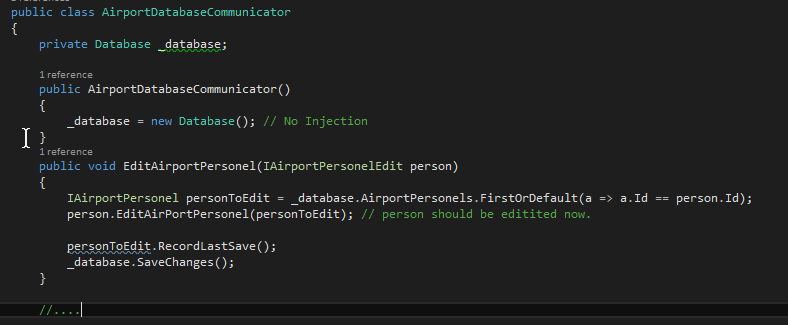 public class AirportDatabaseCommunicator
{
private Database _database;
1 reference
public AirportDatabaseCommunicator()
{
_database = new Database(); // No Injection
}
1 reference
public void EditAirportPersonel(IAirportPersonelEdit person)
{
IAirportPersonel personToEdit = _database.AirportPersonels.FirstOrDefault(a => a.Id == person.Id);
person.EditAirPortPersonel(personToEdit); // person should be editited now.
personToEdit.RecordLastSave();
_database.SaveChanges();
}
//....